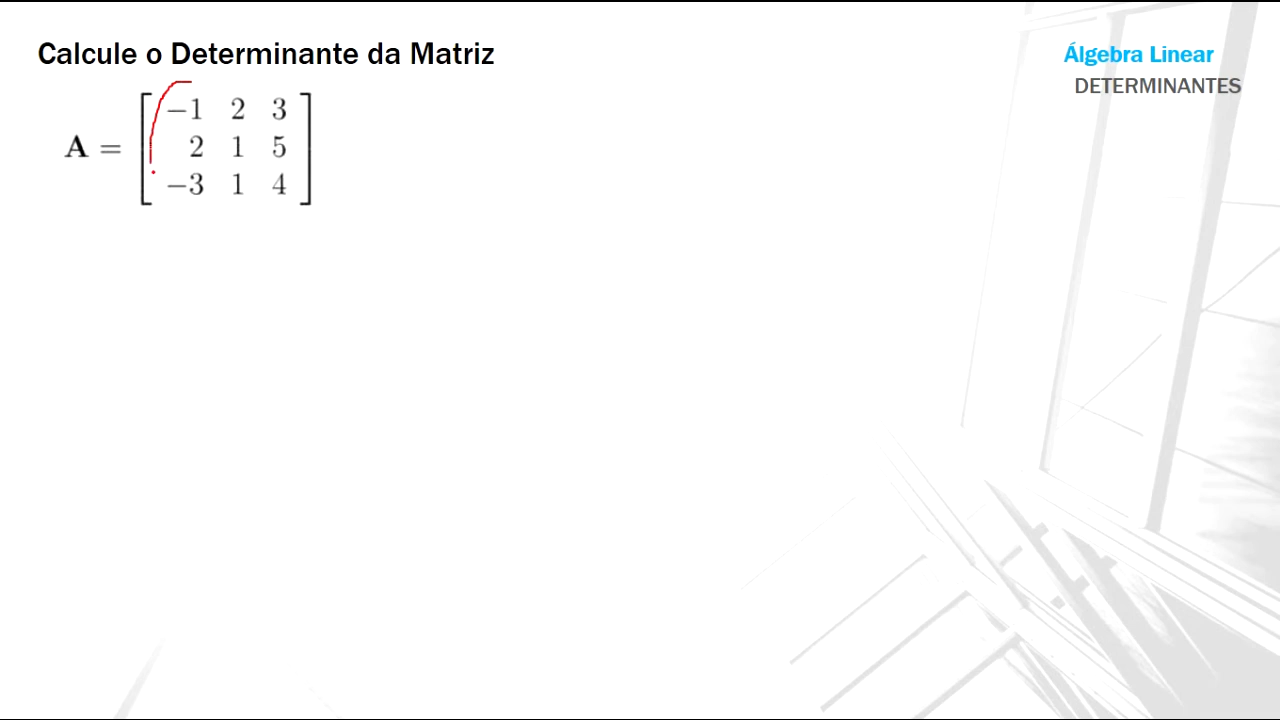 Calcule o Determinante da Matriz
Álgebra Linear
DETERMINANTES
−1 2 3
A = 2 1 5
−3 1 4